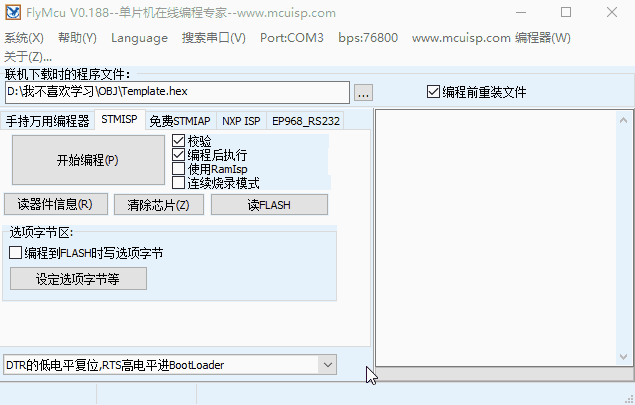 FlyMcu V0.188--单片机在线编程专家--www.mcuisp.com
系统(X) 帮助(Y) Language 搜索串口(V) Port:COM3 bps:76800 www.mcuisp.com 编程器(W)
关于(Z)...
联机下载时的程序文件:
D:\我不喜欢学习\OBJ\Template.hex ... 编程前重装文件
手持万用编程器 STMISP 免费STMIAP NXP ISP EP968_RS232
开始编程(P)
校验
编程后执行
使用RamIsp
连续烧录模式
读器件信息(R) 清除芯片(Z) 读FLASH
选项字节区:
编程到FLASH时写选项字节
设定选项字节等
DTR的低电平复位,RTS高电平进BootLoader